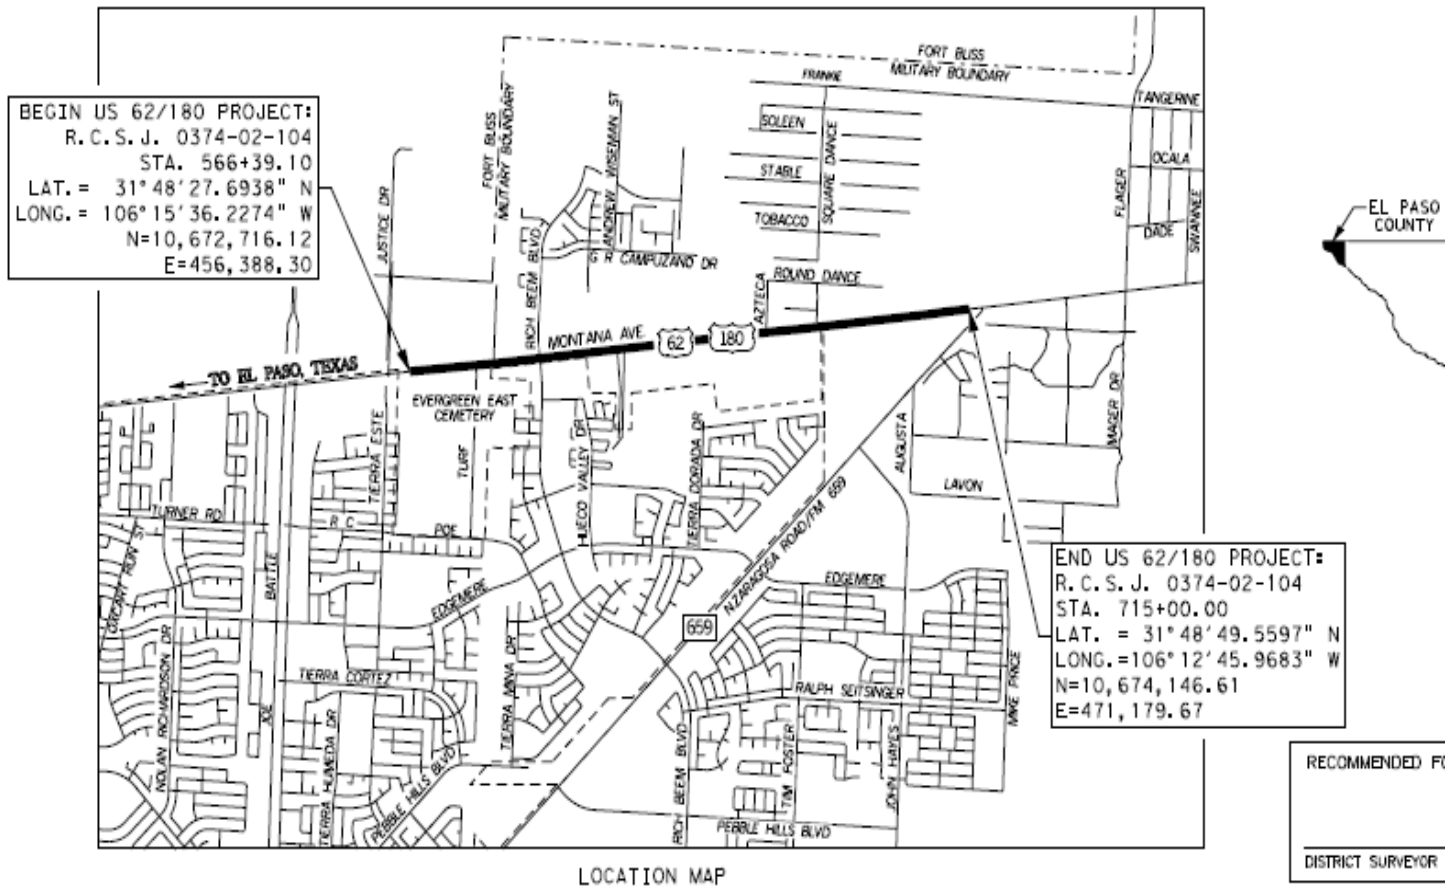 FORT BLISS
MILITARY BOUNDARY
FRANKIE
TANGERINE
BEGIN US 62/180 PROJECT:
R.C.S.J. 0374-02-104
STA. 566+39.10
LAT.= 31°48'27.6938" N
LONG.= 106°15'36.2274" W
N=10,672,716.12
E=456,388.30
FORT BLISS
MILITARY BOUNDARY
ANDREW WISEMAN ST
SOLEEN
STABLE
TOBACCO
SQUARE DANCE
OCALA
FLAGER
DADE
SWANNEE
JUSTICE DR
RICH BEEM BLVD
G R CAMPUZANO DR
AZTECA
ROUND DANCE
EL PASO
COUNTY
MONTANA AVE.
62
180
TO EL PASO, TEXAS
EVERGREEN EAST
CEMETERY
TIERRA ESTE
TURF
HUECO VALLEY DR
TIERRA DORADA DR
AUGUSTA
MAGER DR
LAVON
TURNER RD
R C
POE
BATTLE
JOE
EDGEMERE
N.ZARAGOSA ROAD/FM 659
659
EDGEMERE
END US 62/180 PROJECT:
R.C.S.J. 0374-02-104
STA. 715+00.00
LAT. = 31°48'49.5597" N
LONG.=106°12'45.9683" W
N=10,674,146.61
E=471,179.67
NOLAN RICHARDSON DR
TIERRA CORTEZ
TIERRA HUMEDA DR
TIERRA MINA DR
PEBBLE HILLS BLVD
RALPH SEITSINGER
MIKE PRICE
RICH BEEM BLVD
TIM FOSTER
JOHN HAYES
PEBBLE HILLS BLVD
LOCATION MAP
RECOMMENDED FO
DISTRICT SURVEYOR